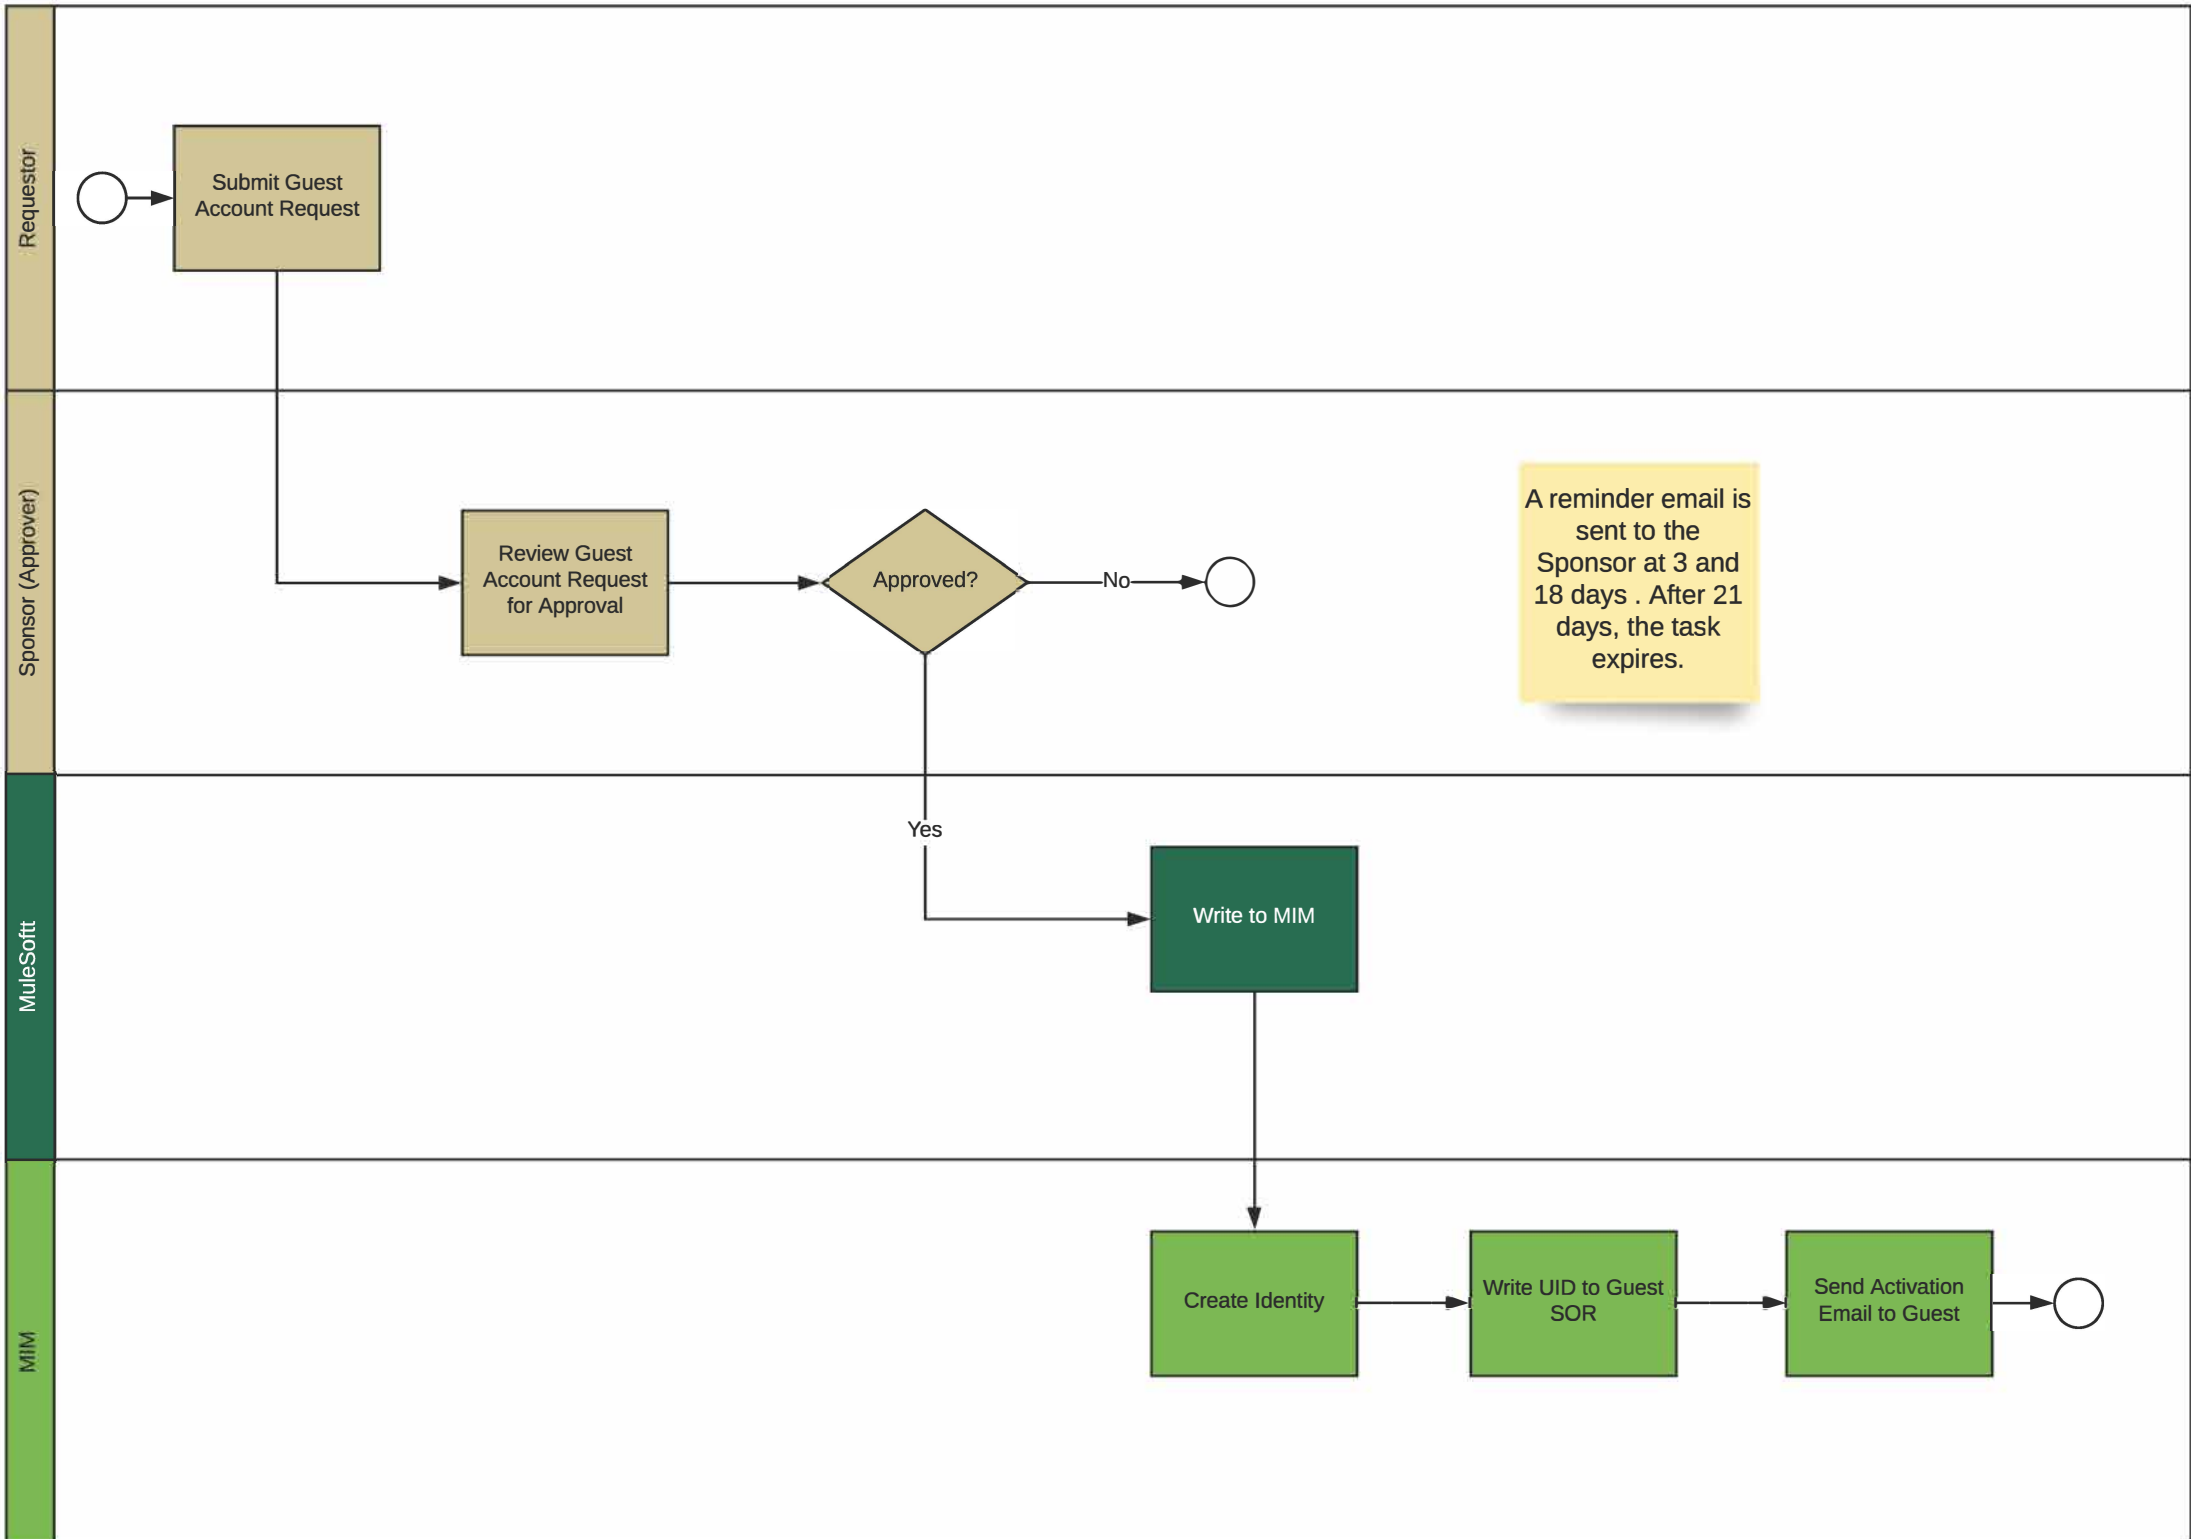 Requestor
Submit Guest
Account Request
Sponsor (Approver)
Review Guest
Account Request
for Approval
Approved?
No
A reminder email is
sent to the
Sponsor at 3 and
18 days . After 21
days, the task
expires.
MuleSoftt
Yes
Write to MIM
MIM
Create Identity
Write UID to Guest
SOR
Send Activation
Email to Guest